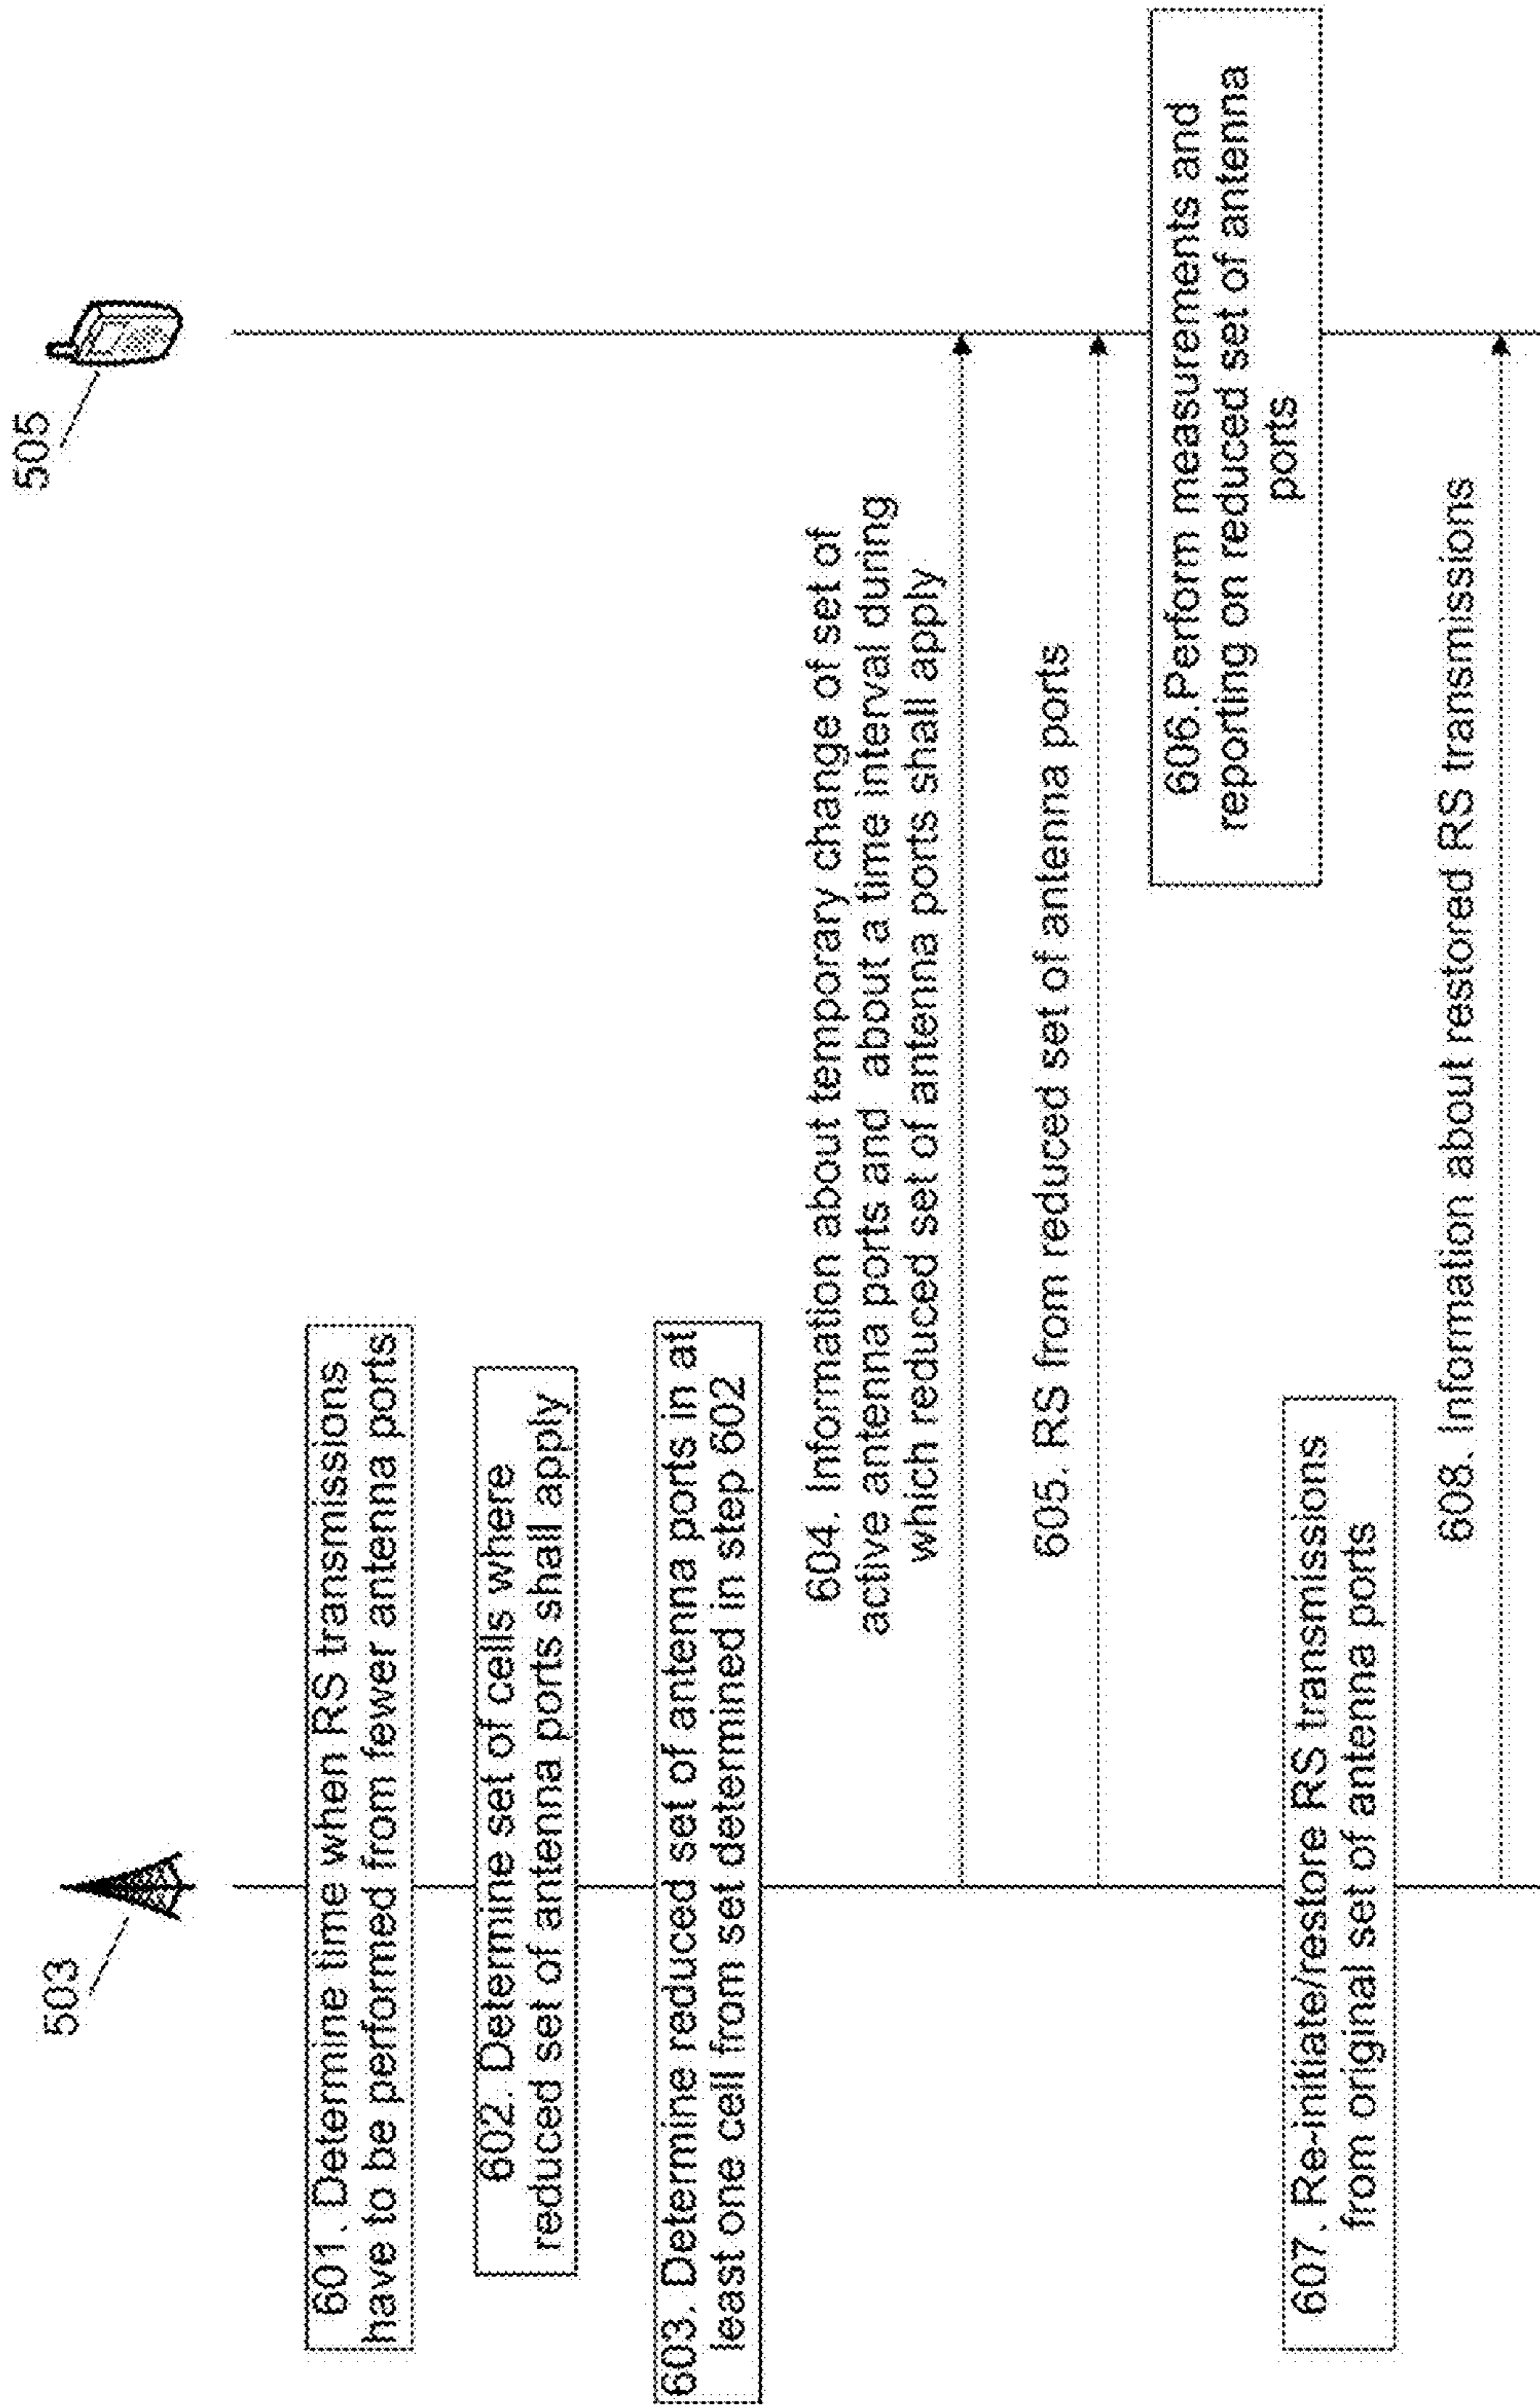 503
505
601. Determine time when RS transmissions
have to be performed from fewer antenna ports
602. Determine set of cells where
reduced set of antenna ports shall apply
603. Determine reduced set of antenna ports in at
least one cell from set determined in step 602
604. Information about temporary change of set of
active antenna ports and about a time interval during
which reduced set of antenna ports shall apply
605. RS from reduced set of antenna ports
606.Perform measurements and
reporting on reduced set of antenna
ports
607. Re-initiate/restore RS transmissions
from original set of antenna ports
608. Information about restored RS transmissions